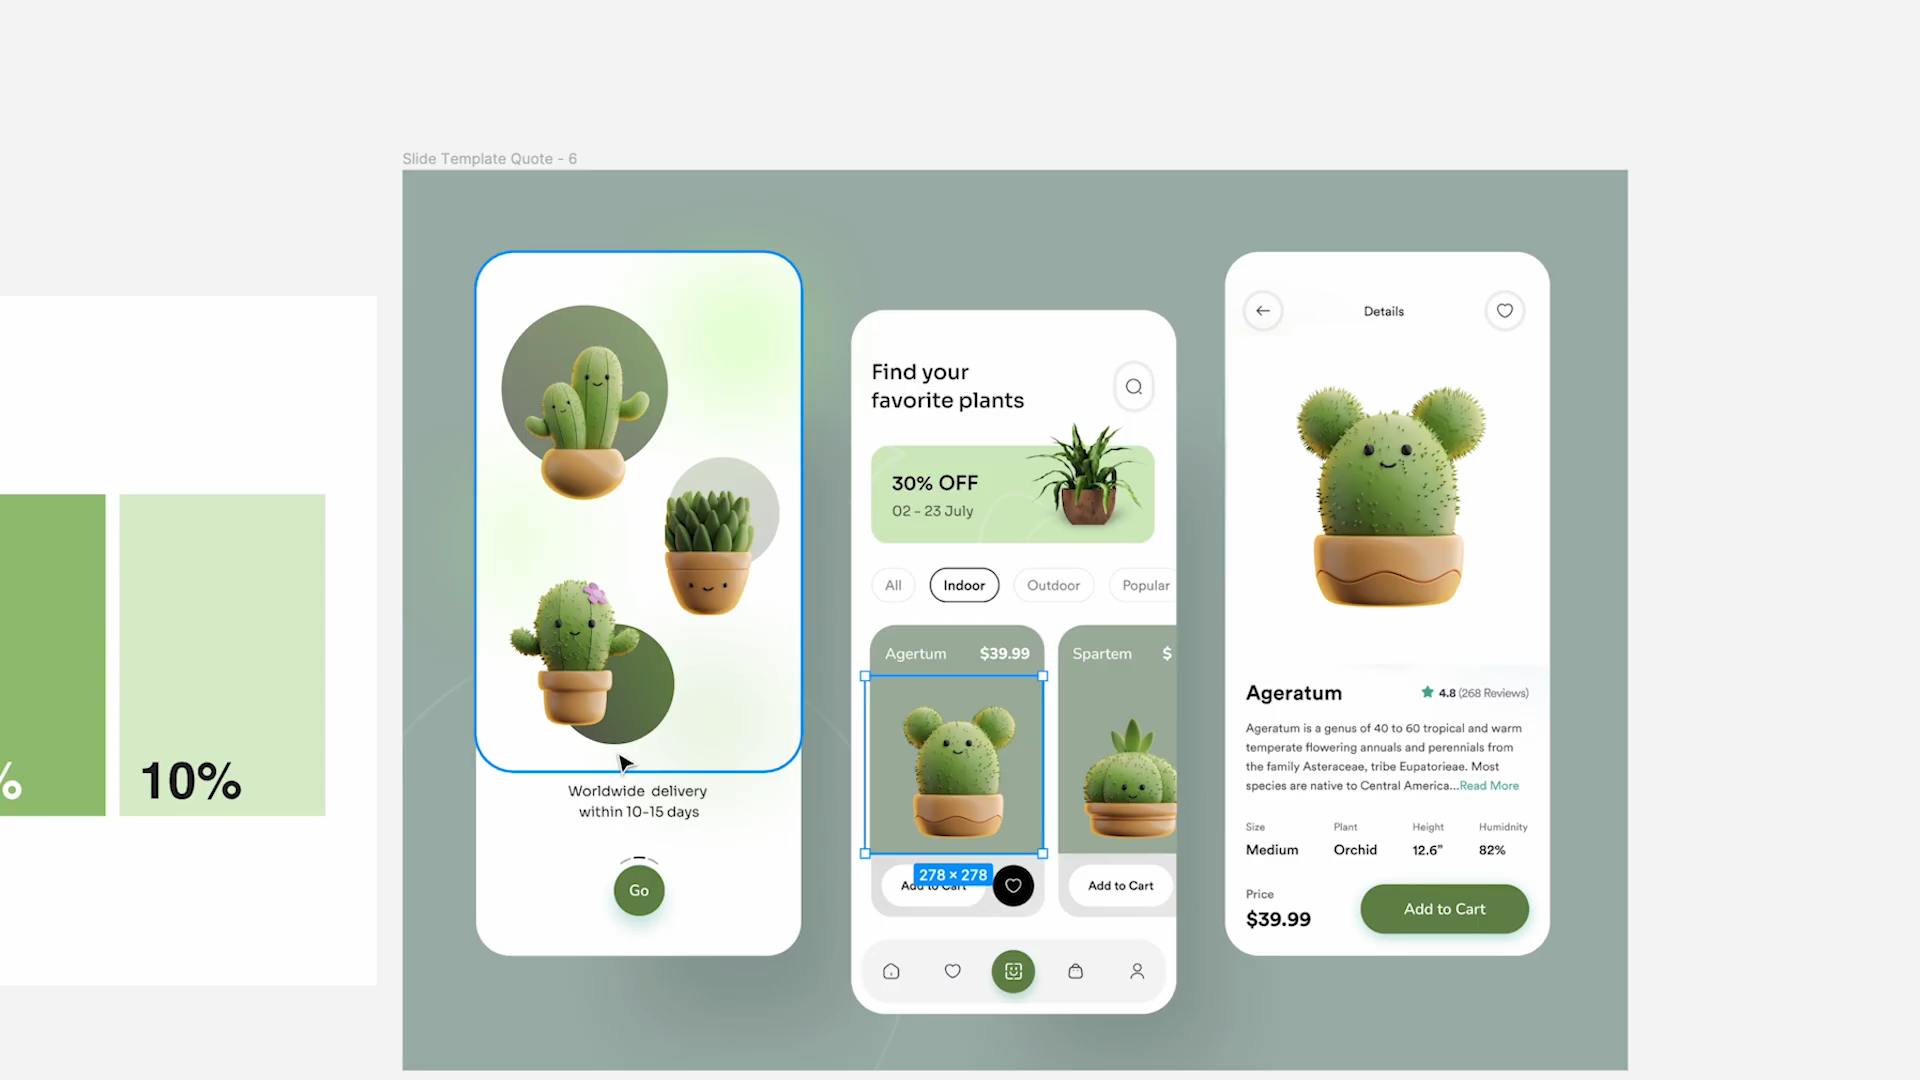 Slide Template Quote - 6
%
10%
Worldwide delivery
within 10-15 days
Go
Find your
favorite plants
30% OFF
02 - 23 July
All
Indoor
Outdoor
Popular
Agertum
$39.99
Spartem
$
278 × 278
Add to Cart
Add to Cart
Details
Ageratum
4.8 (268 Reviews)
Ageratum is a genus of 40 to 60 tropical and warm
temperate flowering annuals and perennials from
the family Asteraceae, tribe Eupatorieae. Most
species are native to Central America...Read More
Size
Plant
Height
Humidnity
Medium
Orchid
12.6”
82%
Price
$39.99
Add to Cart